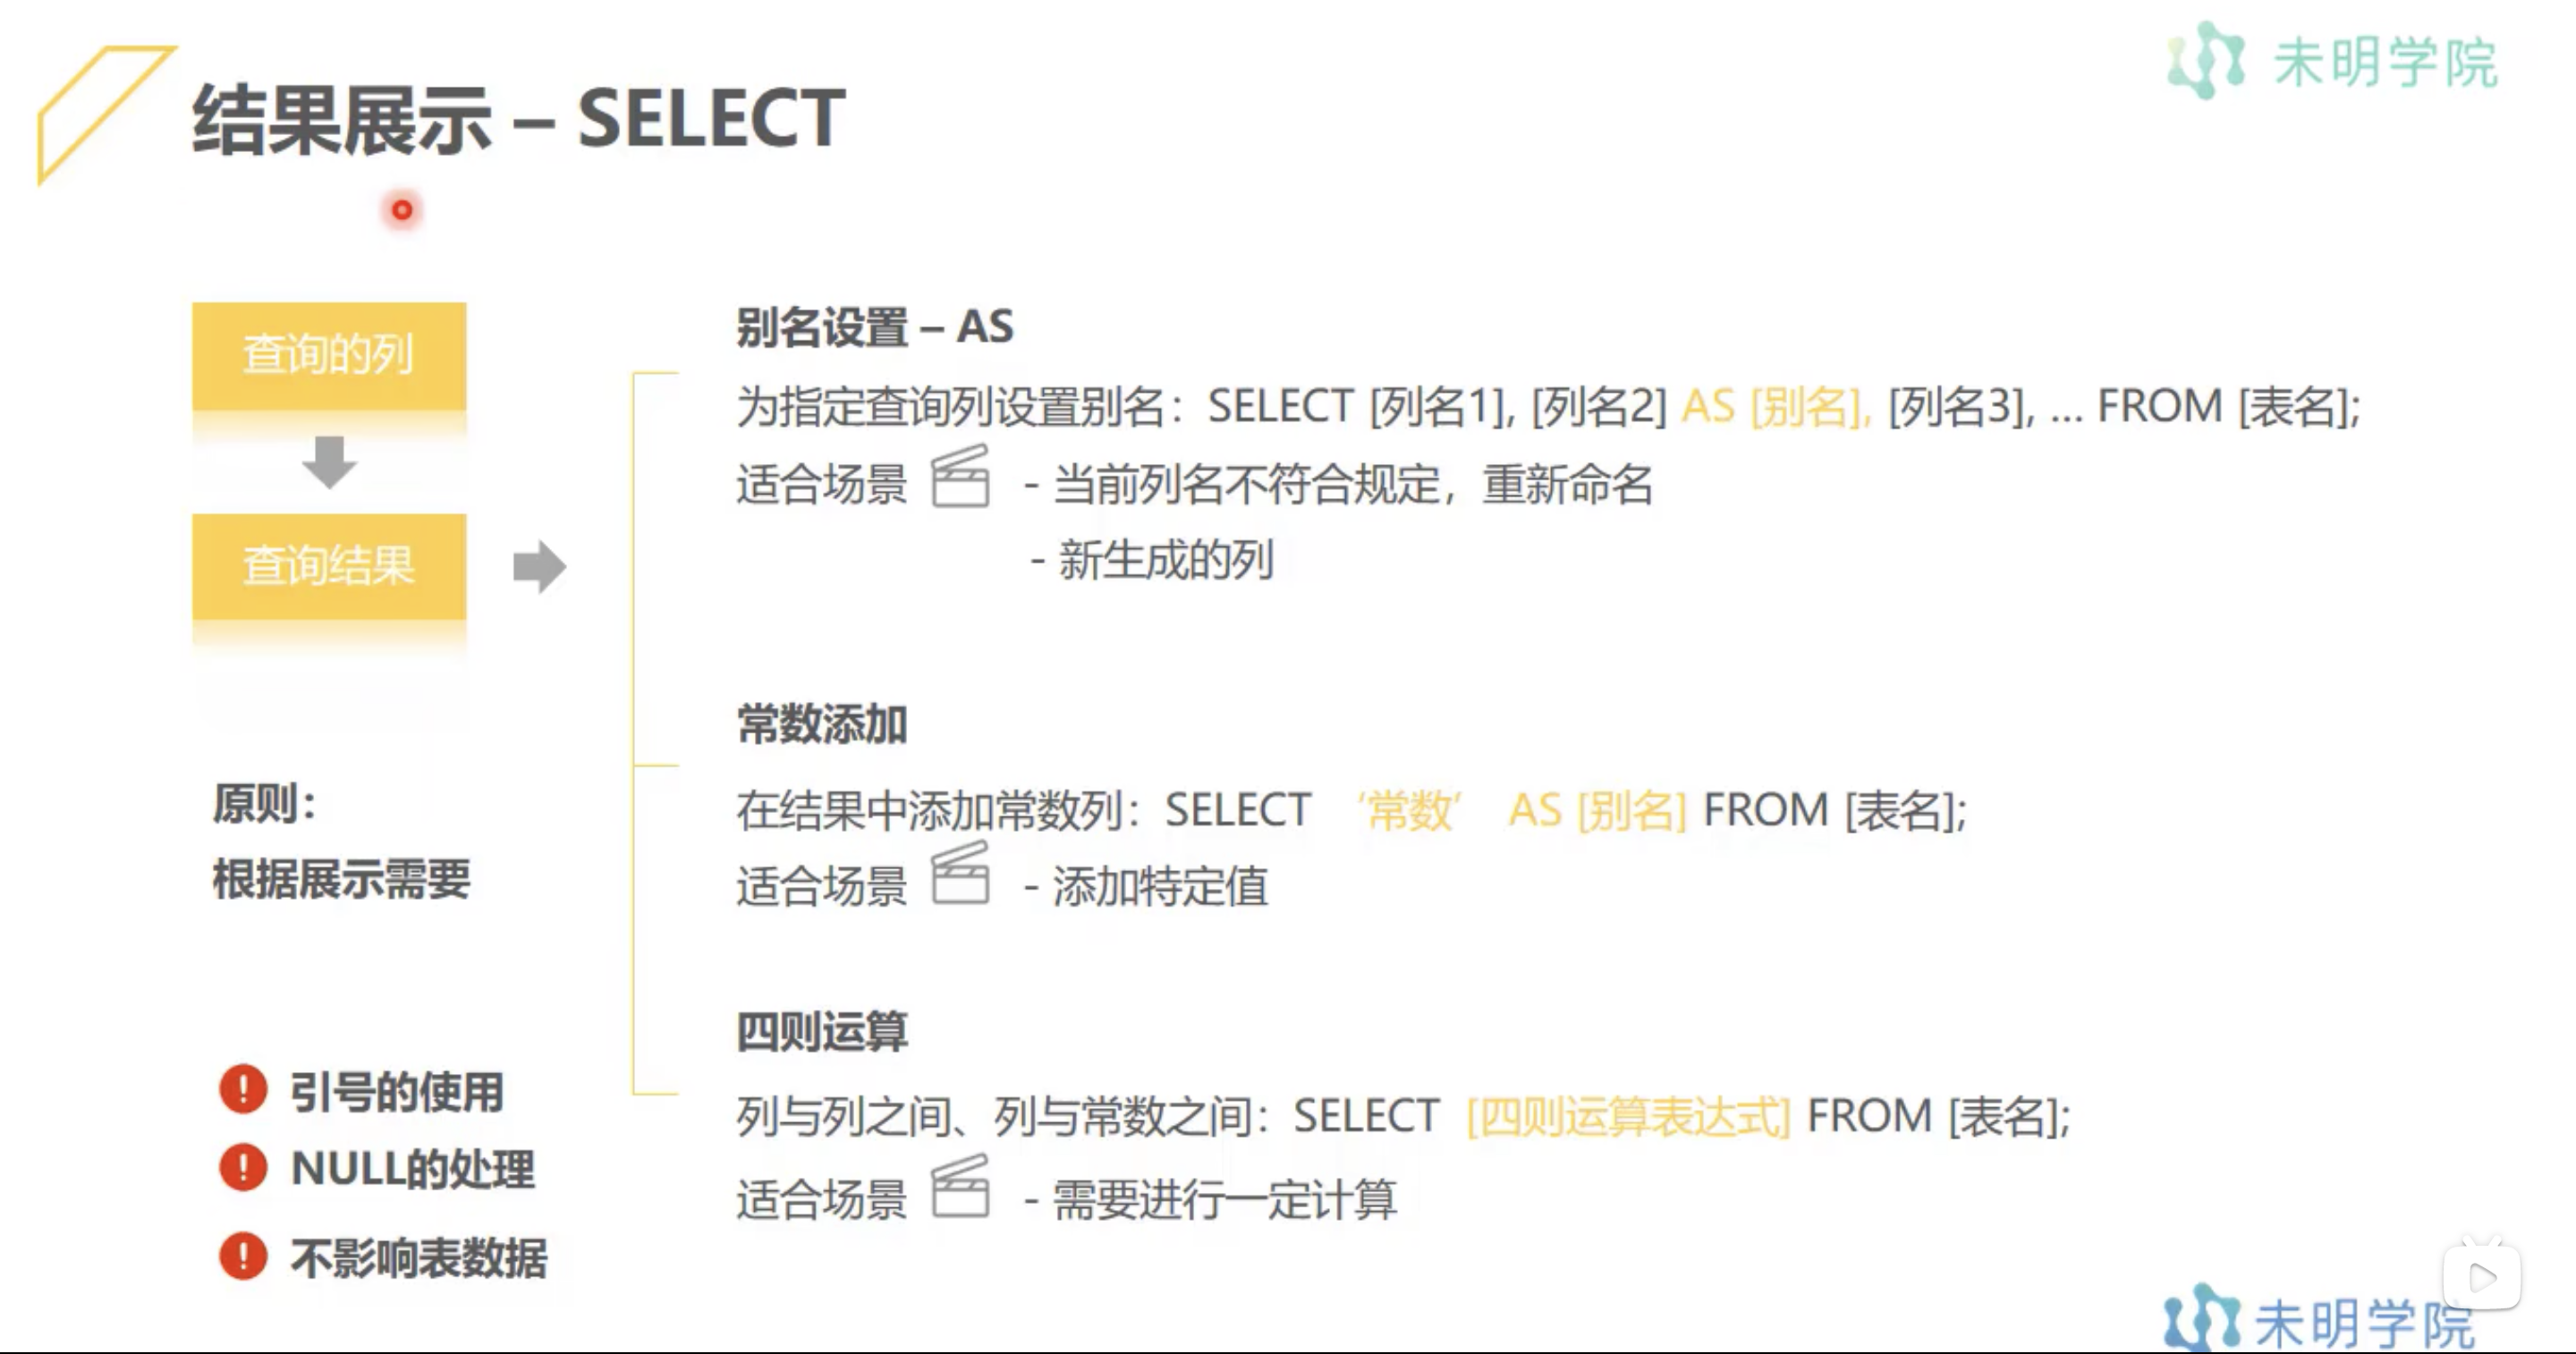 未明学院
结果展示 – SELECT
查询的列
查询结果
原则：
根据展示需要
引号的使用
NULL的处理
不影响表数据
别名设置 – AS
为指定查询列设置别名：SELECT [列名1], [列名2] AS [别名], [列名3], ... FROM [表名];
适合场景 - 当前列名不符合规定，重新命名
- 新生成的列
常数添加
在结果中添加常数列：SELECT ‘常数’ AS [别名] FROM [表名];
适合场景 - 添加特定值
四则运算
列与列之间、列与常数之间：SELECT [四则运算表达式] FROM [表名];
适合场景 - 需要进行一定计算
未明学院